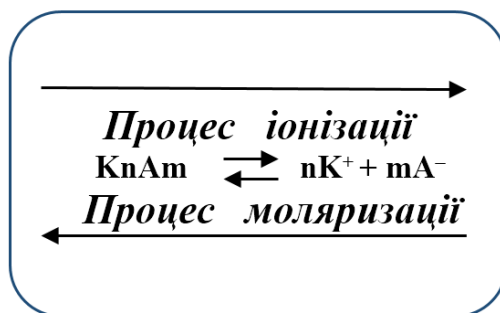 Процес іонізації
KnAm ⇄ nK⁺ + mA⁻
Процес моляризації